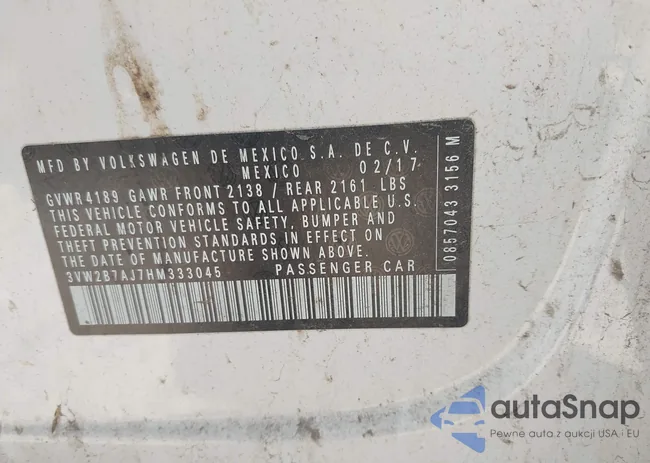 MFD BY VOLKSWAGEN DE MEXICO S.A. DE C.V.
MEXICO 02/17
GVWR 4189 GAWR FRONT 2138 / REAR 2161 LBS
THIS VEHICLE CONFORMS TO ALL APPLICABLE U.S.
FEDERAL MOTOR VEHICLE SAFETY, BUMPER AND
THEFT PREVENTION STANDARDS IN EFFECT ON
THE DATE OF MANUFACTURE SHOWN ABOVE.
3VW2B7AJ7HM333045 PASSENGER CAR
0857043 3156 M
autaSnap
Pewne auta z aukcji USA i EU